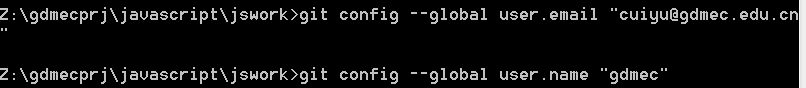 Z:\gdmecprj\javascript\jswork>git config --global user.email "cuiyu@gdmec.edu.cn
"
Z:\gdmecprj\javascript\jswork>git config --global user.name "gdmec"